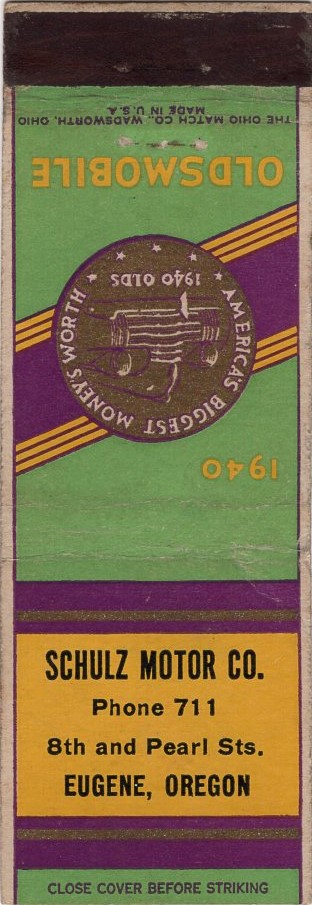 THE OHIO MATCH CO., WADSWORTH, OHIO
MADE IN U.S.A.
OLDSMOBILE
1940 OLDS
AMERICA'S BIGGEST MONEY'S WORTH
1940
SCHULZ MOTOR CO.
Phone 711
8th and Pearl Sts.
EUGENE, OREGON
CLOSE COVER BEFORE STRIKING